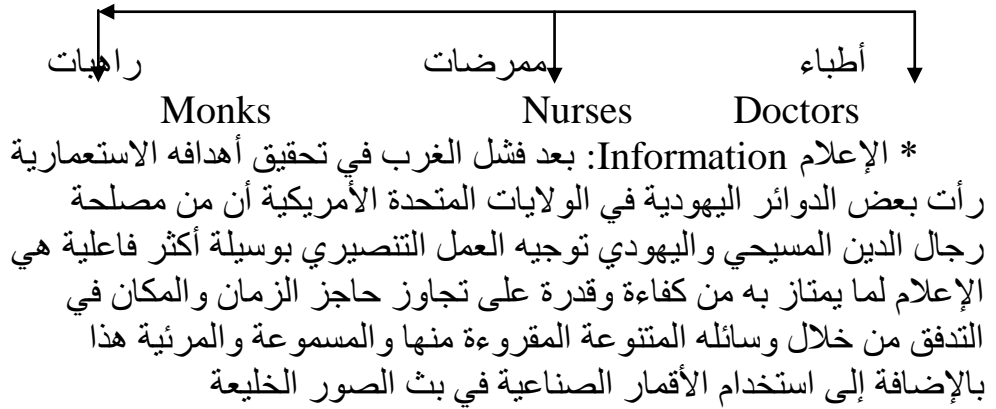 أطباء ممرضات راهبات
Monks Nurses Doctors
* الإعلام Information: بعد فشل الغرب في تحقيق أهدافه الاستعمارية
رأت بعض الدوائر اليهودية في الولايات المتحدة الأمريكية أن من مصلحة
رجال الدين المسيحي واليهودي توجيه العمل التنصيري بوسيلة أكثر فاعلية هي
الإعلام لما يمتاز به من كفاءة وقدرة على تجاوز حاجز الزمان والمكان في
التدفق من خلال وسائله المتنوعة المقروءة منها والمسموعة والمرئية هذا
بالإضافة إلى استخدام الأقمار الصناعية في بث الصور الخليعة